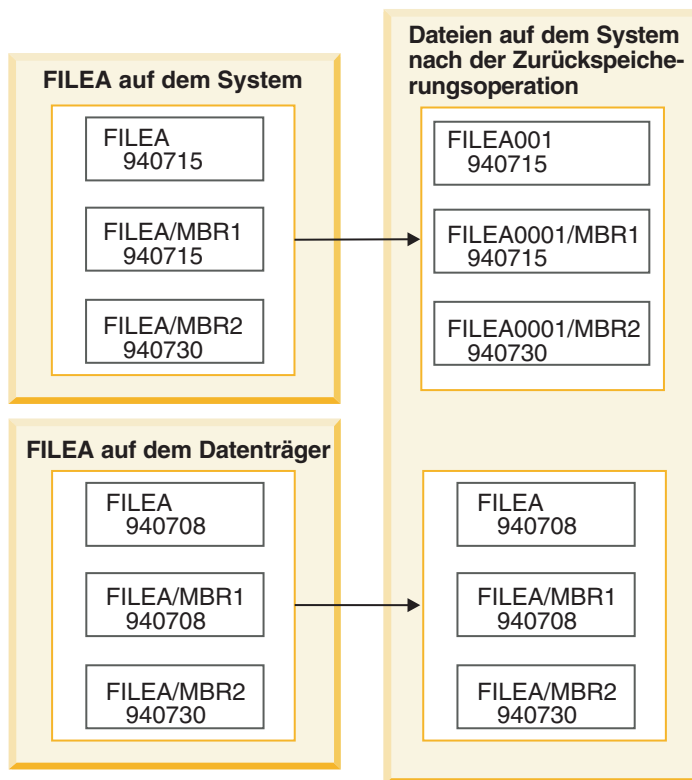 FILEA auf dem System
FILEA
940715
FILEA/MBR1
940715
FILEA/MBR2
940730
Dateien auf dem System
nach der Zurückspeiche-
rungsoperation
FILEA001
940715
FILEA0001/MBR1
940715
FILEA0001/MBR2
940730
FILEA auf dem Datenträger
FILEA
940708
FILEA/MBR1
940708
FILEA/MBR2
940730
FILEA
940708
FILEA/MBR1
940708
FILEA/MBR2
940730